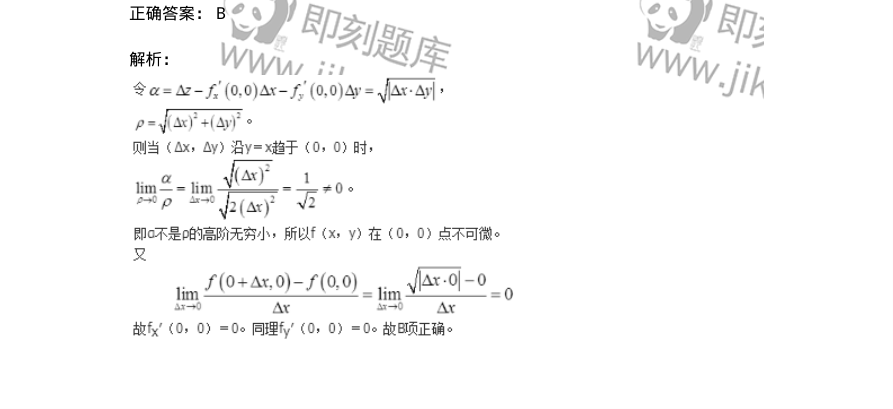 正确答案： B
即刻题库
即
解析：
www.ji
www.jik
令α=Δz-fx′(0,0)Δx-fy′(0,0)Δy=√|Δx·Δy|，
ρ=√(Δx)²+(Δy)²。
则当（Δx，Δy）沿y＝x趋于（0，0）时，
lim ρ→0 α/ρ = lim Δx→0 √(Δx)²/√2(Δx)² = 1/√2 ≠0。
即α不是ρ的高阶无穷小，所以f（x，y）在（0，0）点不可微。
又
lim Δx→0 f(0+Δx,0)-f(0,0)/Δx = lim Δx→0 √|Δx·0|-0/Δx =0
故fx′（0，0）＝0。同理fy′（0，0）＝0。故B项正确。